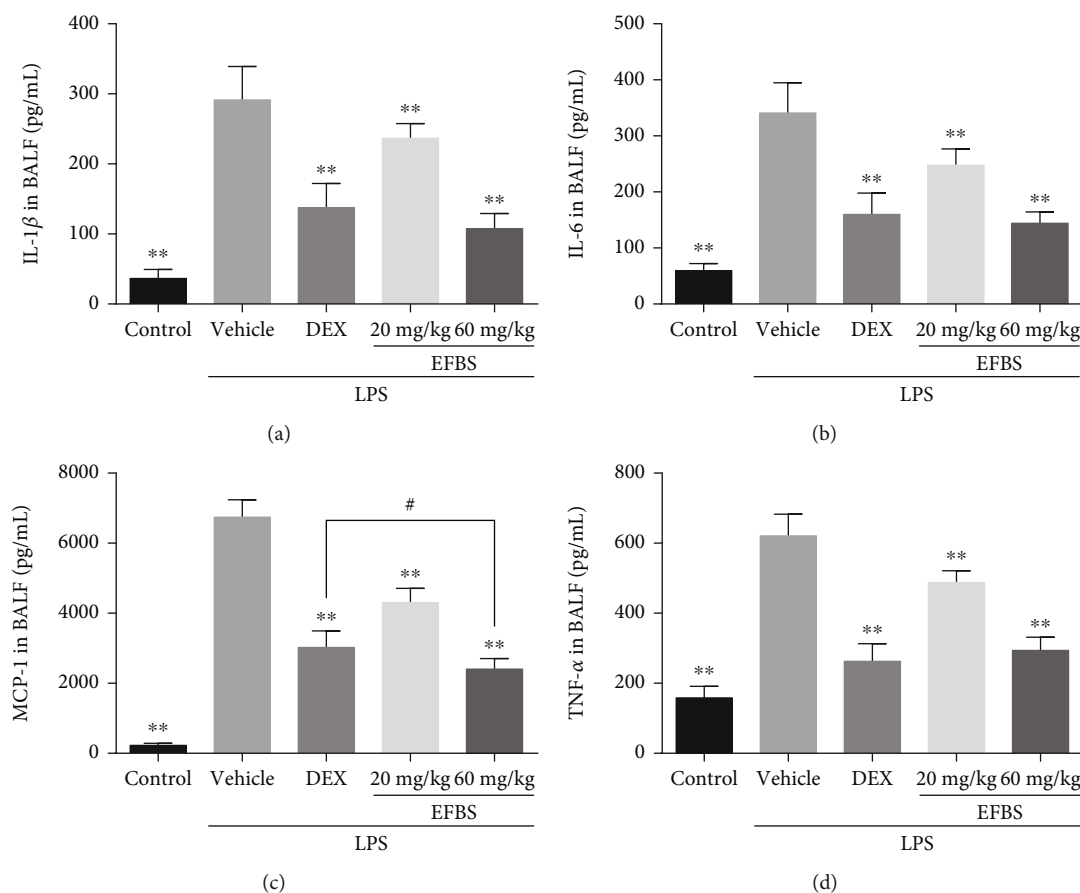 400
300
200
100
0
IL-1β in BALF (pg/mL)
**
**
**
**
Control
Vehicle
DEX
20 mg/kg
60 mg/kg
EFBS
LPS
(a)
500
400
300
200
100
0
IL-6 in BALF (pg/mL)
**
**
**
**
Control
Vehicle
DEX
20 mg/kg
60 mg/kg
EFBS
LPS
(b)
8000
6000
4000
2000
0
MCP-1 in BALF (pg/mL)
#
**
**
**
**
Control
Vehicle
DEX
20 mg/kg
60 mg/kg
EFBS
LPS
(c)
800
600
400
200
0
TNF-α in BALF (pg/mL)
**
**
**
**
Control
Vehicle
DEX
20 mg/kg
60 mg/kg
EFBS
LPS
(d)